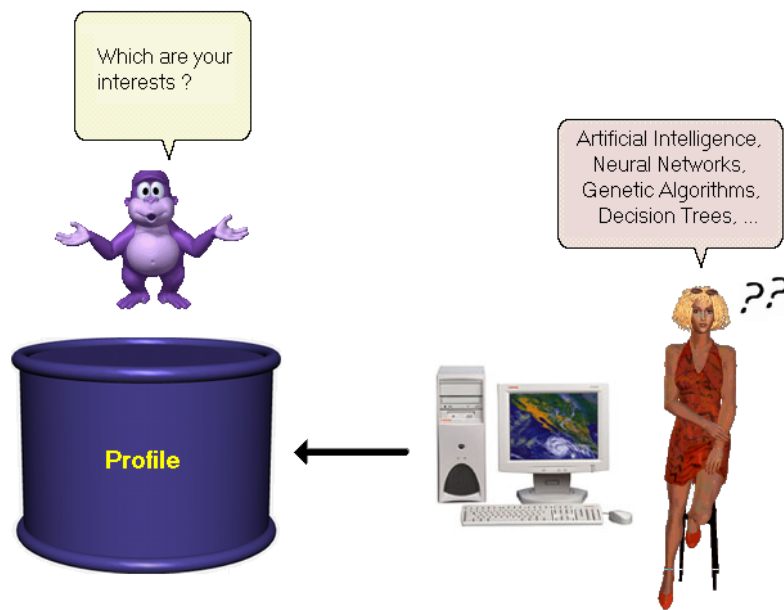 Which are your
interests ?
Artificial Intelligence,
Neural Networks,
Genetic Algorithms,
Decision Trees, ...
??
Profile